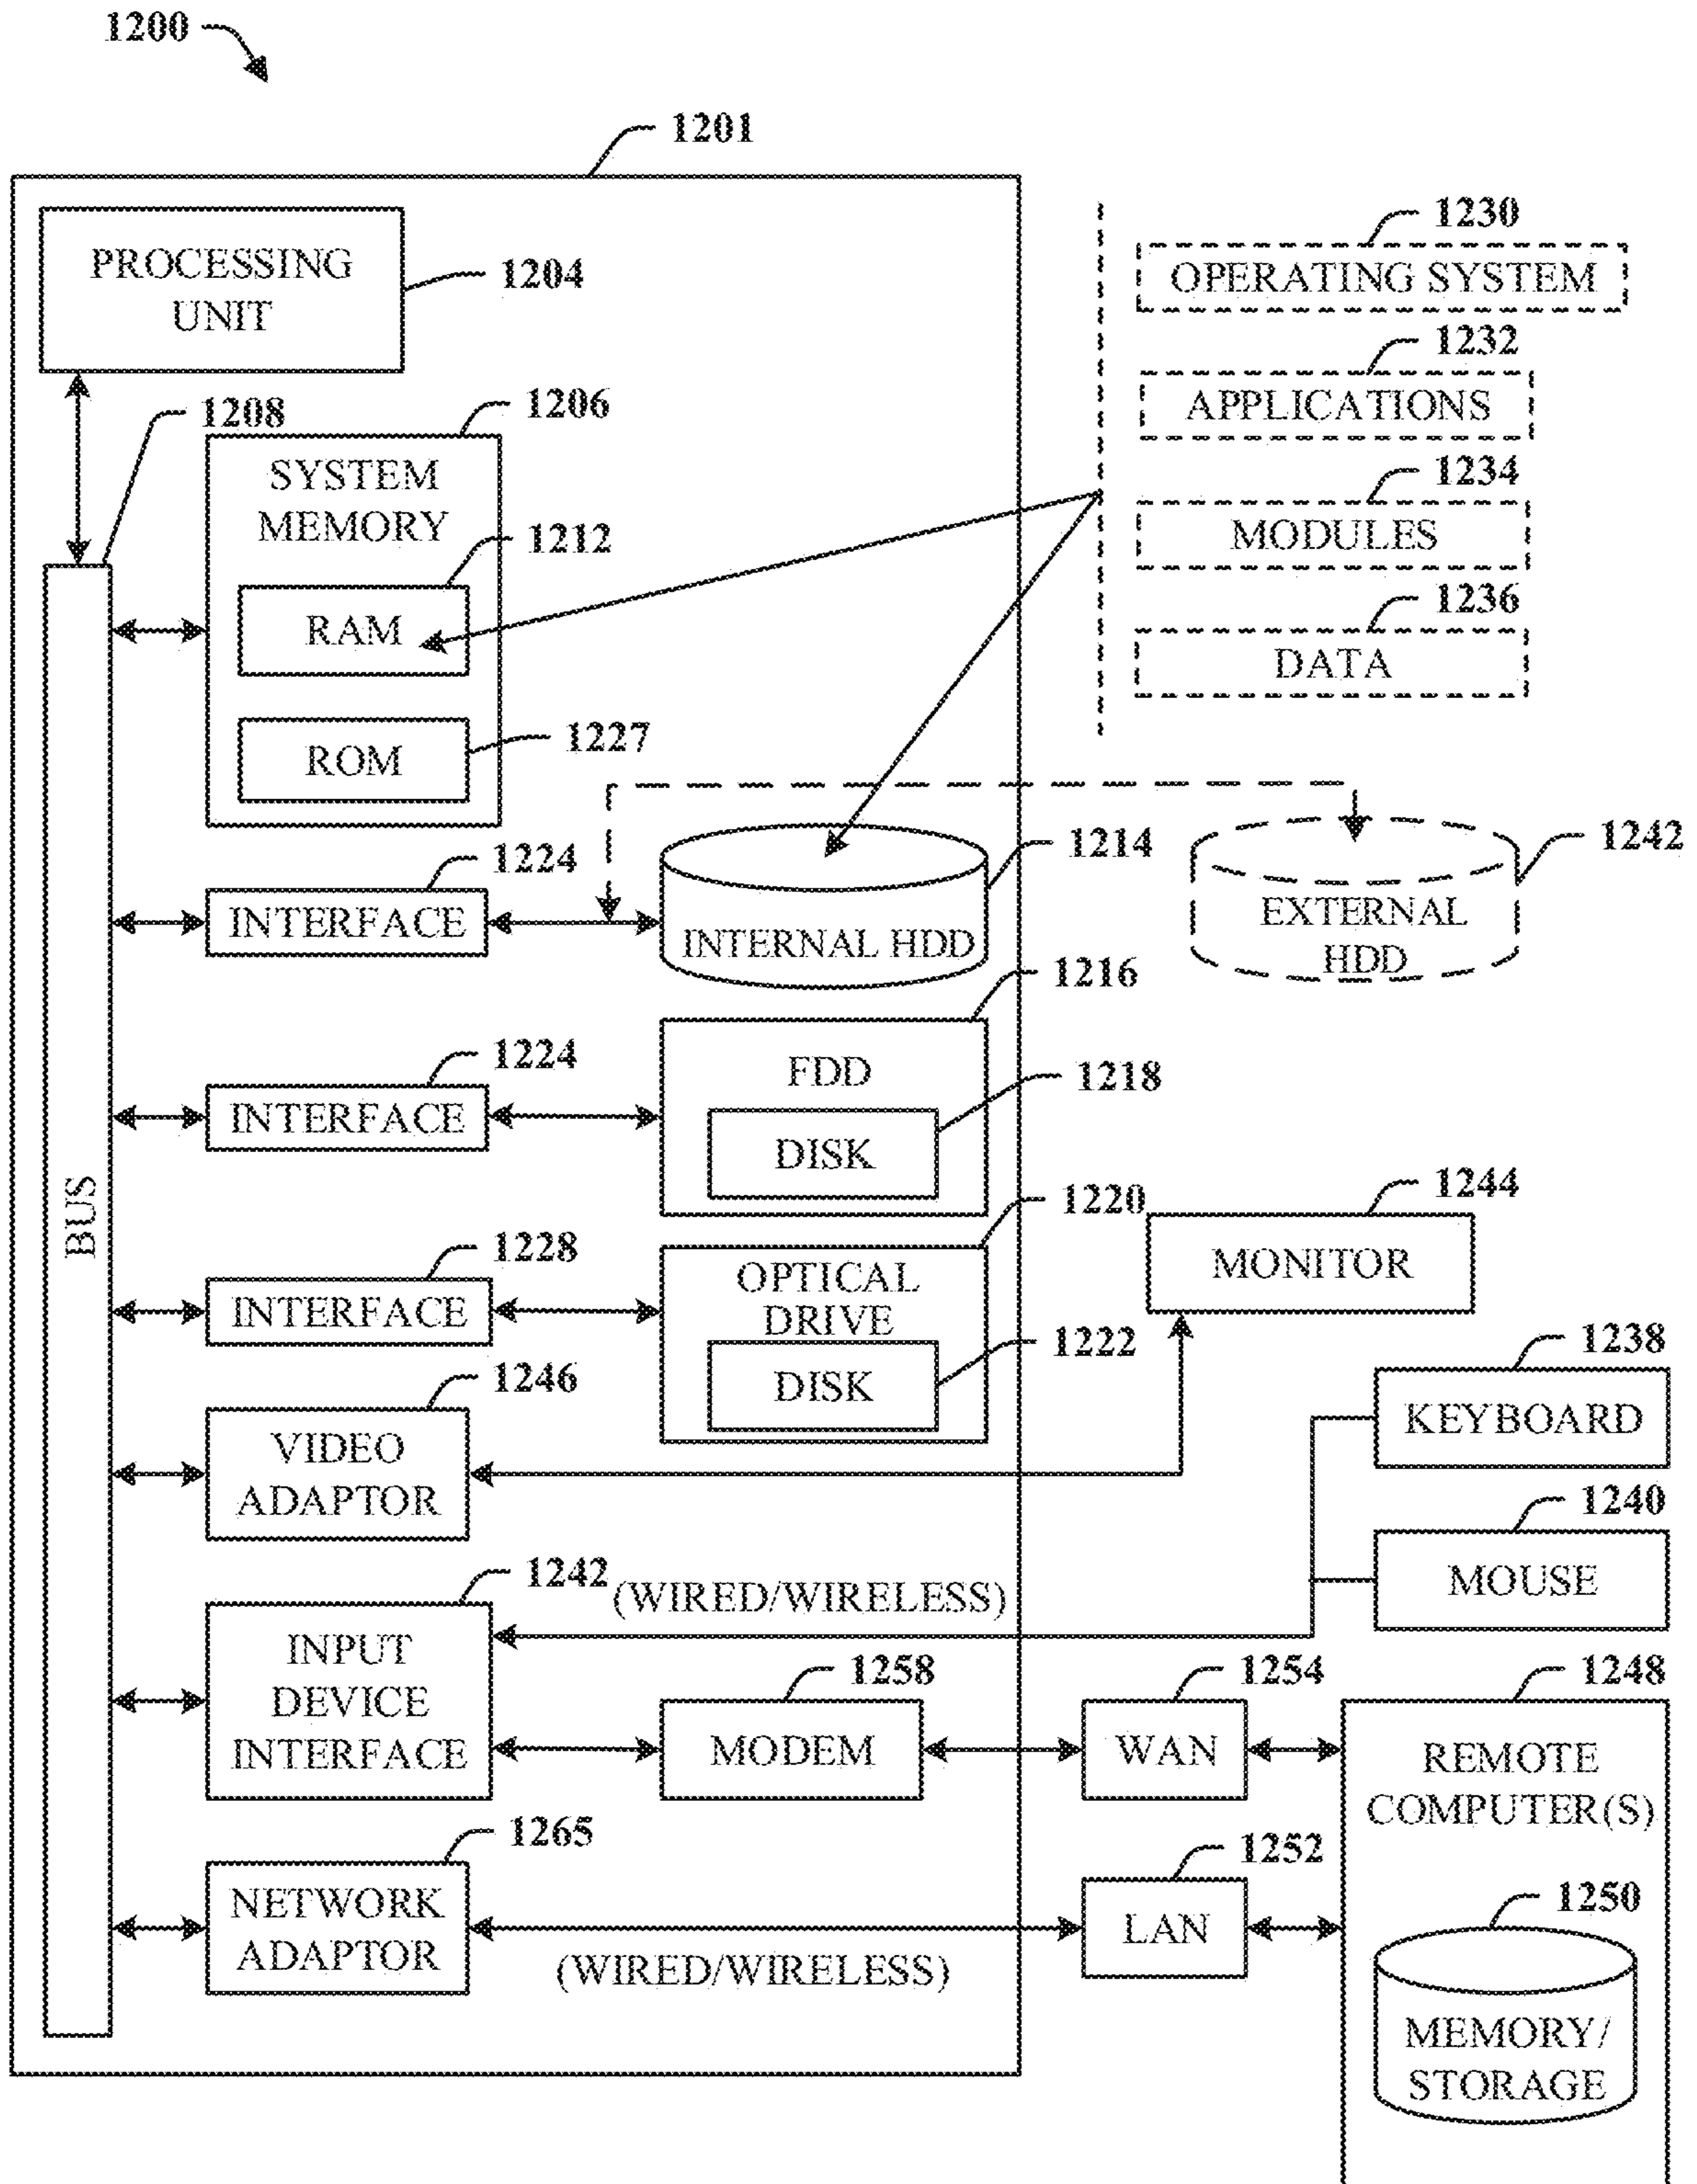 1200
1201
PROCESSING
UNIT
1204
1230
OPERATING SYSTEM
1232
APPLICATIONS
1234
MODULES
1236
DATA
1208
1206
SYSTEM
MEMORY
1212
RAM
1227
ROM
1224
INTERFACE
1214
INTERNAL HDD
1242
EXTERNAL
HDD
1216
1224
INTERFACE
FDD
1218
DISK
BUS
1220
1228
INTERFACE
OPTICAL
DRIVE
1222
DISK
1244
MONITOR
1246
VIDEO
ADAPTOR
1238
KEYBOARD
1240
MOUSE
1242
(WIRED/WIRELESS)
INPUT
DEVICE
INTERFACE
1258
MODEM
1254
WAN
1248
REMOTE
COMPUTER(S)
1265
NETWORK
ADAPTOR
(WIRED/WIRELESS)
1252
LAN
1250
MEMORY/
STORAGE